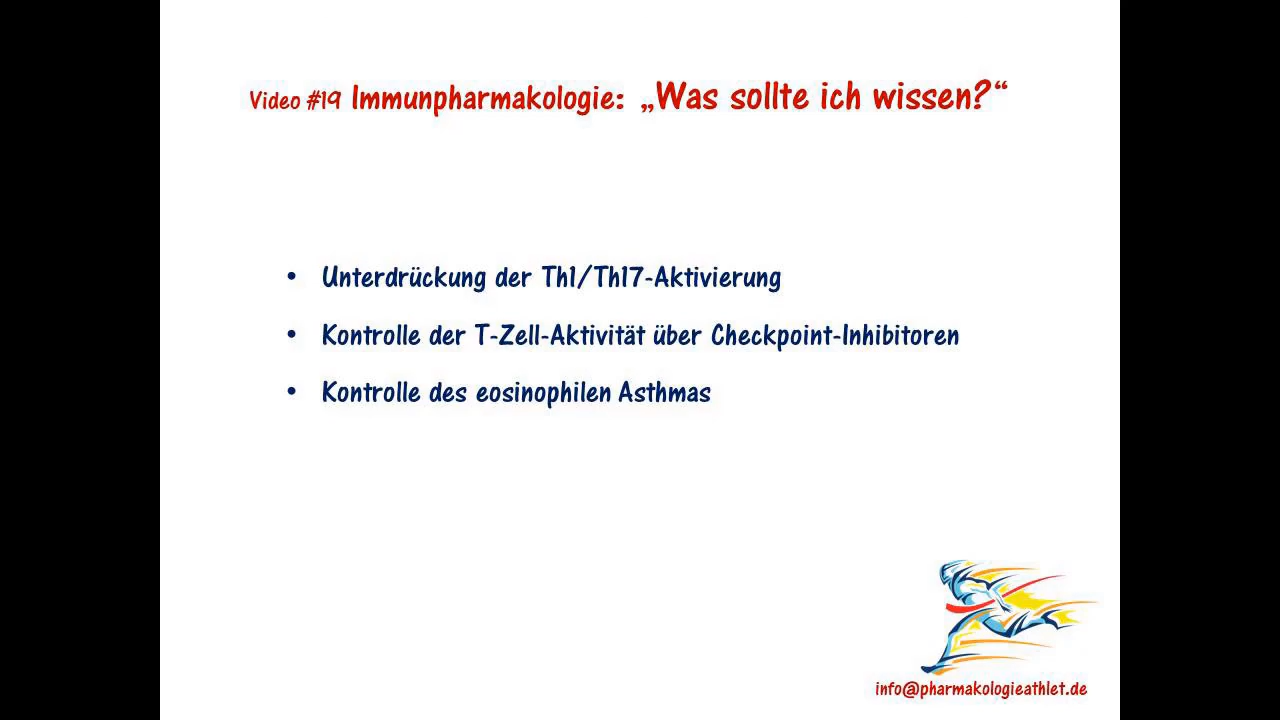 Video #19 Immunpharmakologie: „Was sollte ich wissen?“
• Unterdrückung der Th1/Th17-Aktivierung
• Kontrolle der T-Zell-Aktivität über Checkpoint-Inhibitoren
• Kontrolle des eosinophilen Asthmas
info@pharmakologieathlet.de